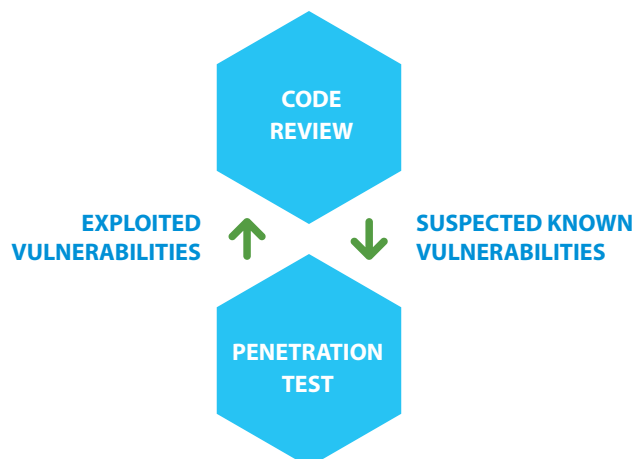 CODE
REVIEW
EXPLOITED
VULNERABILITIES
SUSPECTED KNOWN
VULNERABILITIES
PENETRATION
TEST